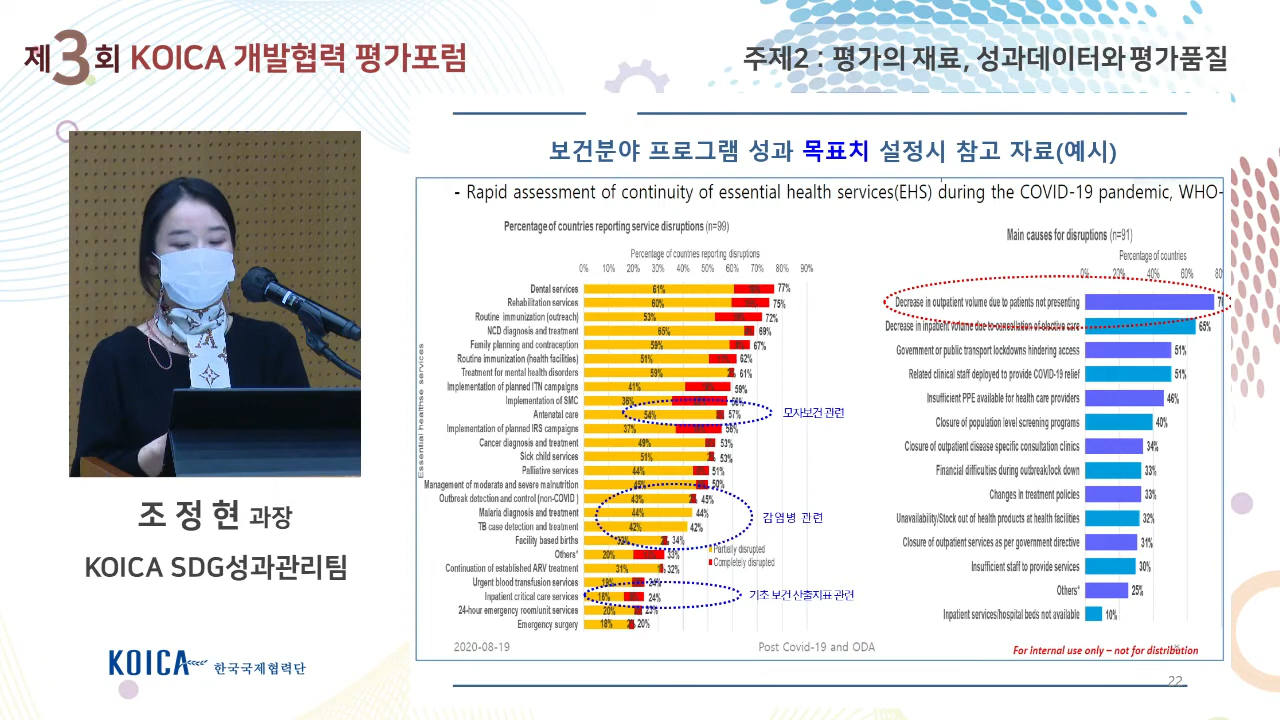 제3회 KOICA 개발협력 평가포럼
주제2 : 평가의 재료, 성과데이터와 평가품질
조정현 과장
KOICA SDG성과관리팀
KOICA 한국국제협력단
보건분야 프로그램 성과 목표치 설정시 참고 자료(예시)
- Rapid assessment of continuity of essential health services(EHS) during the COVID-19 pandemic, WHO-
Percentage of countries reporting service disruptions (n=99)
Percentage of countries reporting disruptions
0% 10% 20% 30% 40% 50% 60% 70% 80% 90%
Essential healthse services
Dental services 61% 77%
Rehabilitation services 60% 75%
Routine immunization (outreach) 53% 72%
NCD diagnosis and treatment 65% 69%
Family planning and contraception 59% 67%
Routine immunization (health facilities) 51% 62%
Treatment for mental health disorders 59% 2% 61%
Implementation of planned ITN campaigns 41% 59%
Implementation of SMC 36%
Antenatal care 54% 57%
모자보건 관련
Implementation of planned IRS campaigns 37% 56%
Cancer diagnosis and treatment 49% 53%
Sick child services 51% 53%
Palliative services 44% 51%
Management of moderate and severe malnutrition 45% 50%
Outbreak detection and control (non-COVID ) 43% 45%
Malaria diagnosis and treatment 44% 44%
감염병 관련
TB case detection and treatment 42% 42%
Facility based births 34%
Others* 20% 33%
Continuation of established ARV treatment 31% 32%
Urgent blood transfusion services 19% 24%
Inpatient critical care services 16% 24%
기초 보건 산출지표 관련
24-hour emergency room/unit services 20% 23%
Emergency surgery 18% 20%
Partially disrupted
Completely disrupted
Main causes for disruptions (n=91)
Percentage of countries
0% 20% 40% 60% 80
Decrease in outpatient volume due to patients not presenting
Decrease in inpatient volume due to cancellation of elective care 65%
Government or public transport lockdowns hindering access 51%
Related clinical staff deployed to provide COVID-19 relief 51%
Insufficient PPE available for health care providers 46%
Closure of population level screening programs 40%
Closure of outpatient disease specific consultation clinics 34%
Financial difficulties during outbreak/lock down 33%
Changes in treatment policies 33%
Unavailability/Stock out of health products at health facilities 32%
Closure of outpatient services as per government directive 31%
Insufficient staff to provide services 30%
Others* 25%
Inpatient services/hospital beds not available 10%
2020-08-19
Post Covid-19 and ODA
For internal use only – not for distribution
22